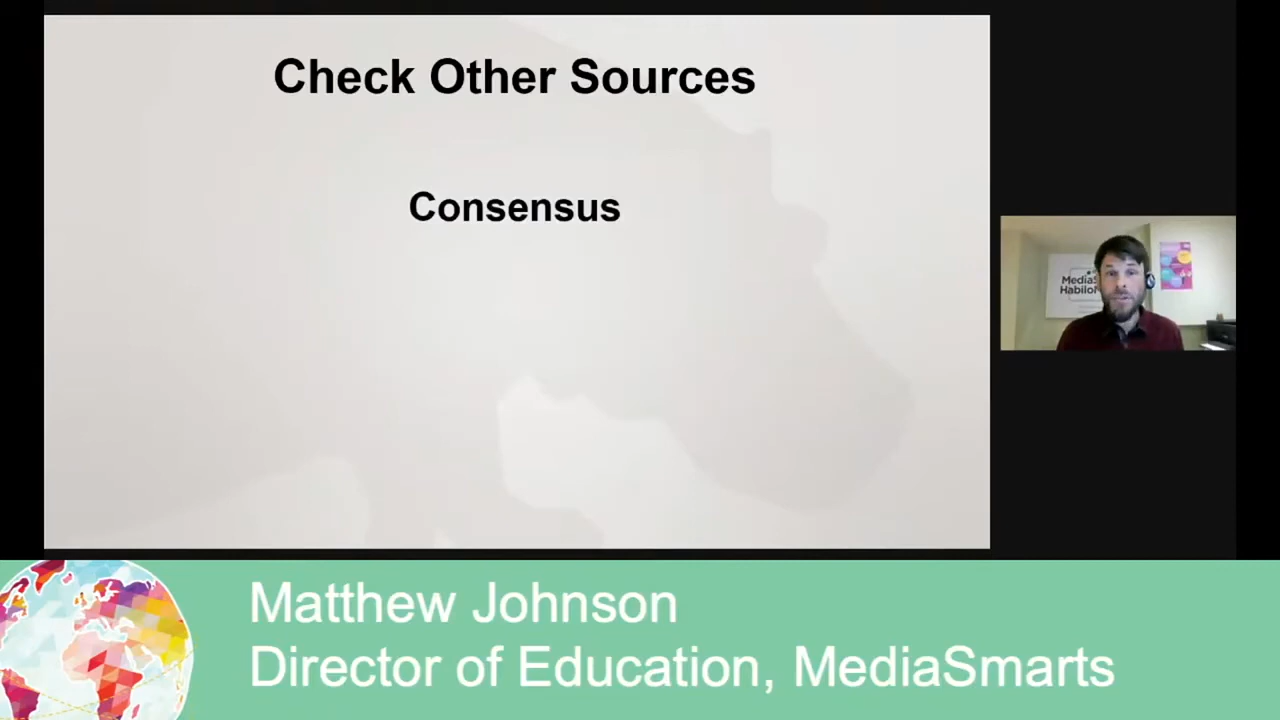 Check Other Sources
Consensus
Matthew Johnson
Director of Education, MediaSmarts